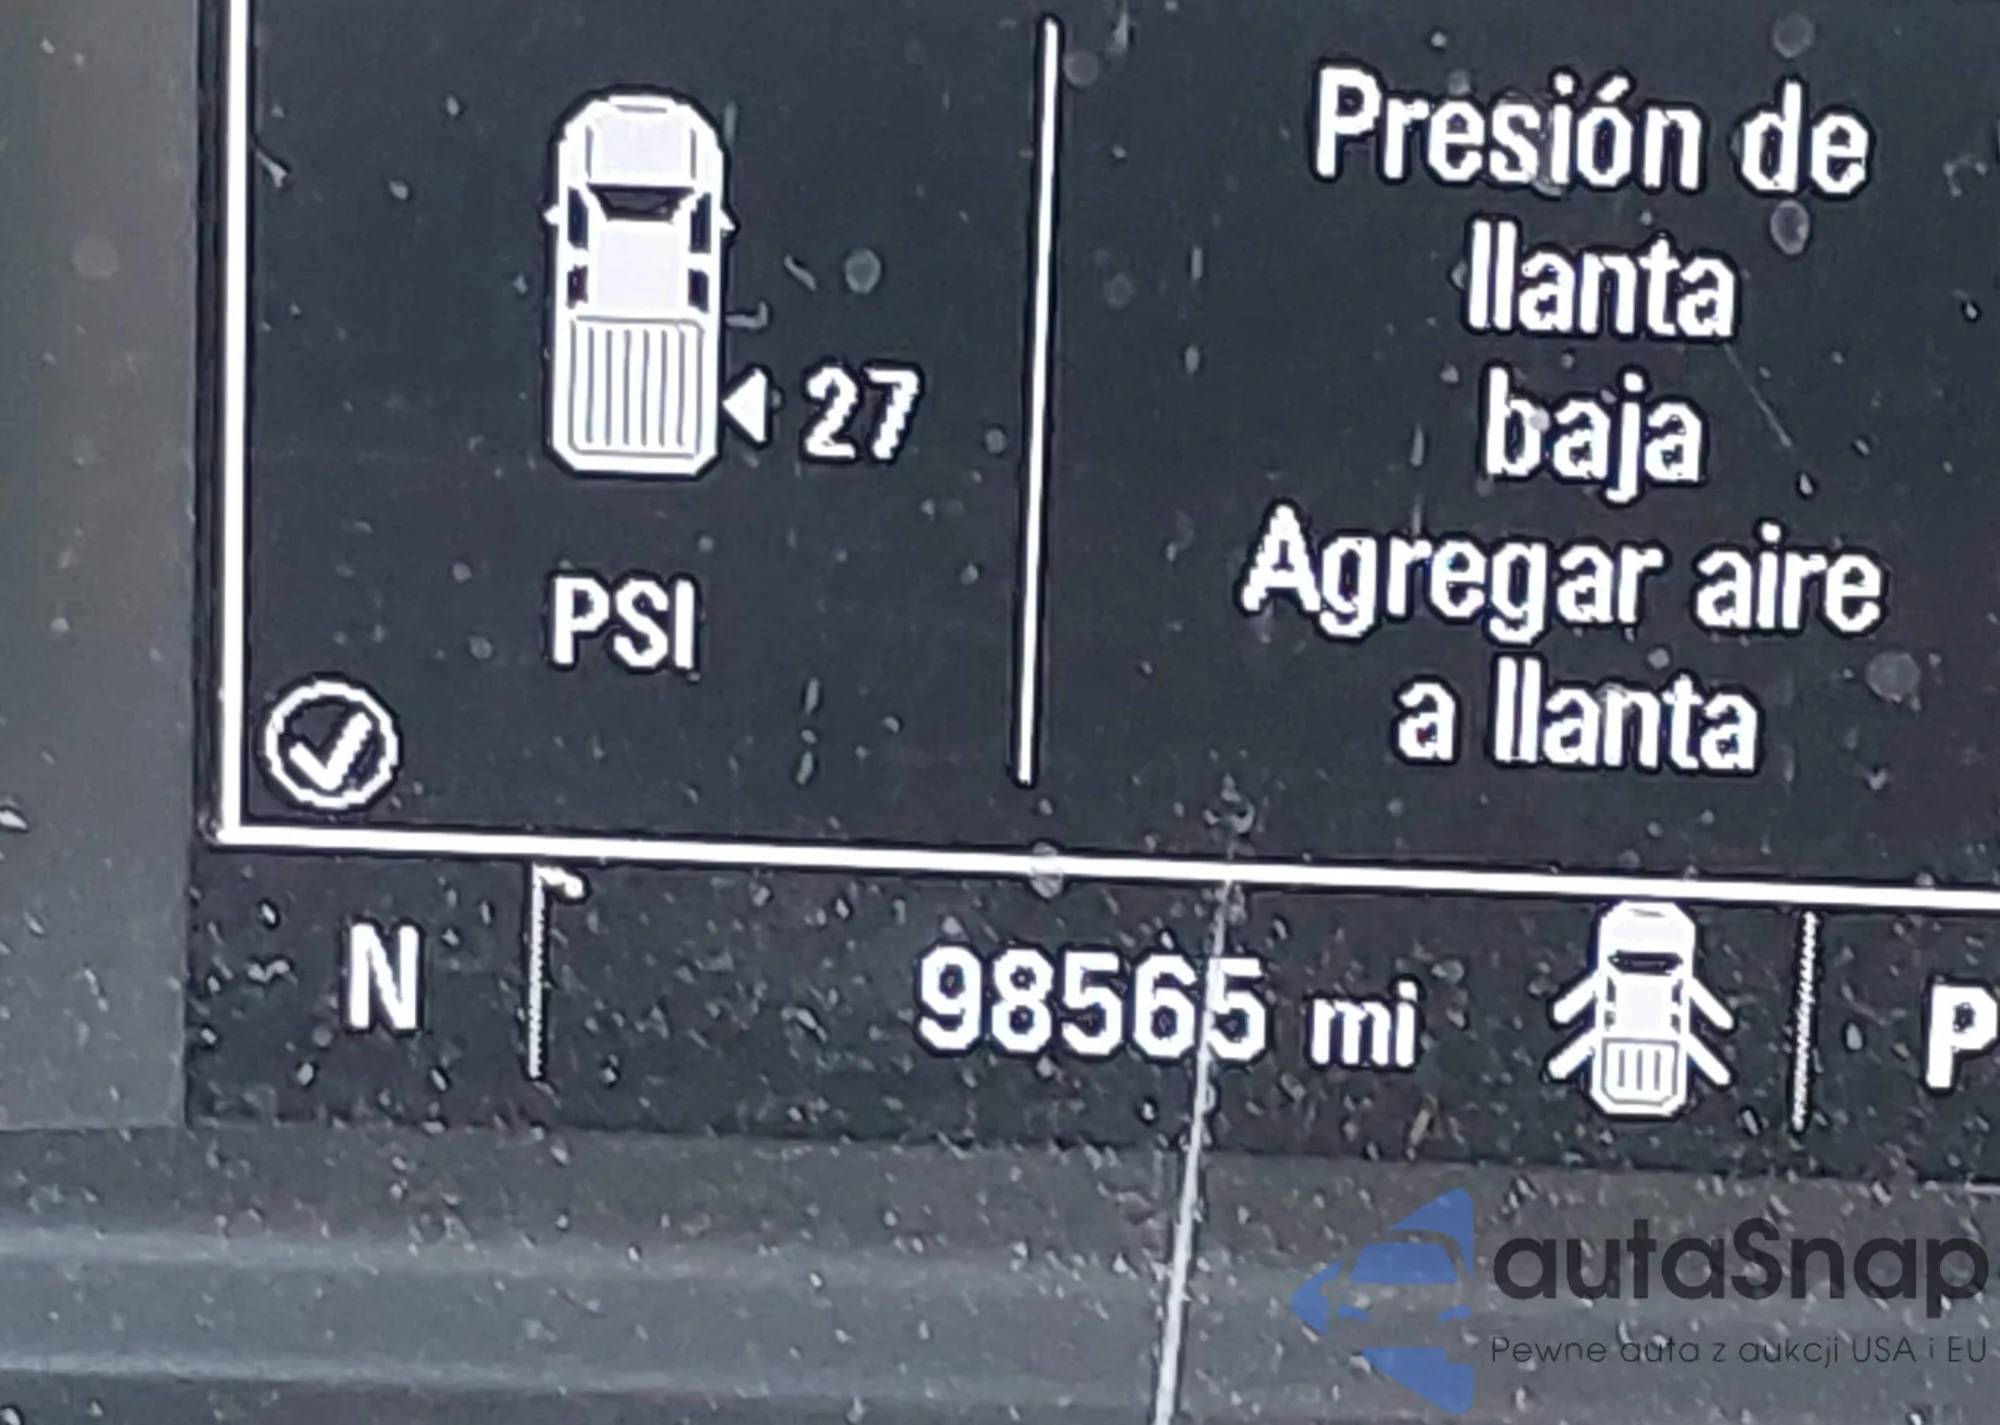 27
PSI
Presión de
llanta
baja
Agregar aire
a llanta
N
98565 mi
P
autaSnap
Pewne auta z aukcji USA i EU